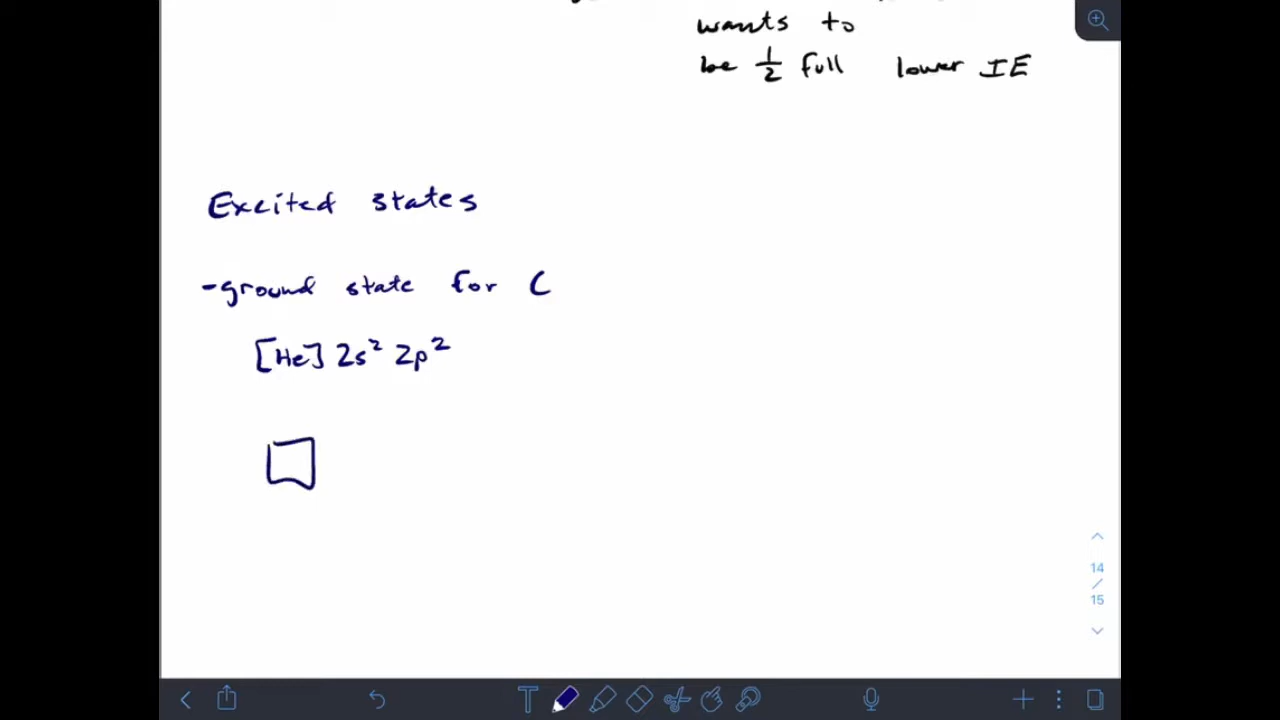 wants to
be 1/2 full lower IE
Excited states
-ground state for C
[He] 2s² 2p²
14
/
15
T